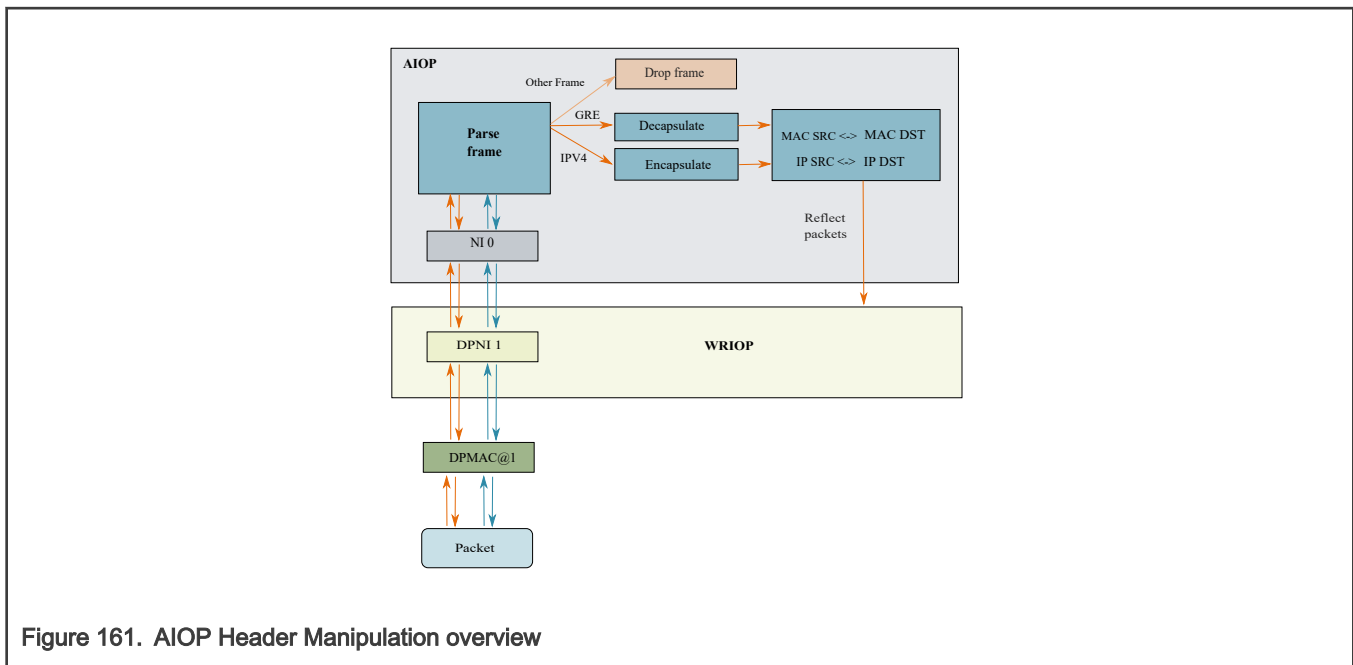 AIOP
Drop frame
Other Frame
GRE
Decapsulate
Parse
frame
MAC SRC <-> MAC DST
IPV4
Encapsulate
IP SRC <-> IP DST
Reflect
packets
NI 0
DPNI 1
WRIOP
DPMAC@1
Packet
Figure 161. AIOP Header Manipulation overview